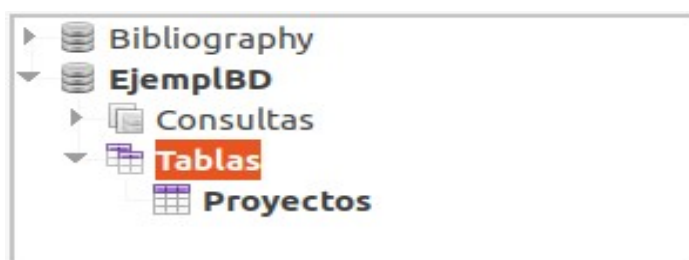 Bibliography
EjemplBD
Consultas
Tablas
Proyectos